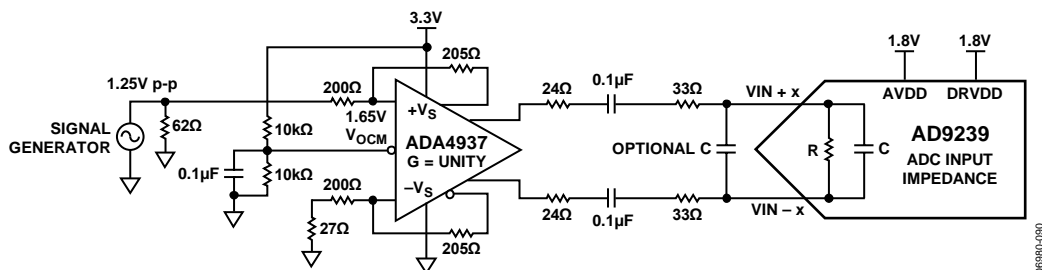 3.3V
1.25V p-p
205Ω
200Ω
1.65V
VOCM
+VS
ADA4937
G = UNITY
–VS
SIGNAL
GENERATOR
62Ω
10kΩ
0.1µF
10kΩ
200Ω
27Ω
205Ω
24Ω
0.1µF
33Ω
OPTIONAL C
24Ω
0.1µF
33Ω
VIN + x
VIN – x
1.8V
1.8V
AVDD
DRVDD
AD9239
ADC INPUT
IMPEDANCE
R
C
06980-090